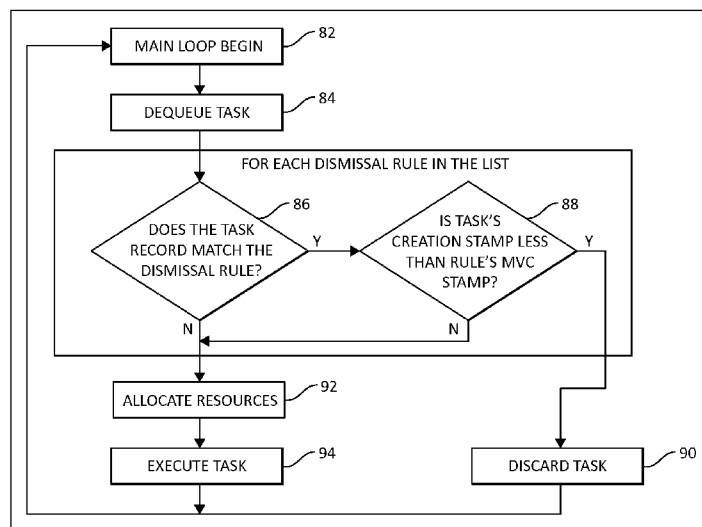 MAIN LOOP BEGIN
82
DEQUEUE TASK
84
FOR EACH DISMISSAL RULE IN THE LIST
86
DOES THE TASK
RECORD MATCH THE
DISMISSAL RULE?
Y
N
88
IS TASK'S
CREATION STAMP LESS
THAN RULE'S MVC
STAMP?
Y
N
ALLOCATE RESOURCES
92
EXECUTE TASK
94
DISCARD TASK
90